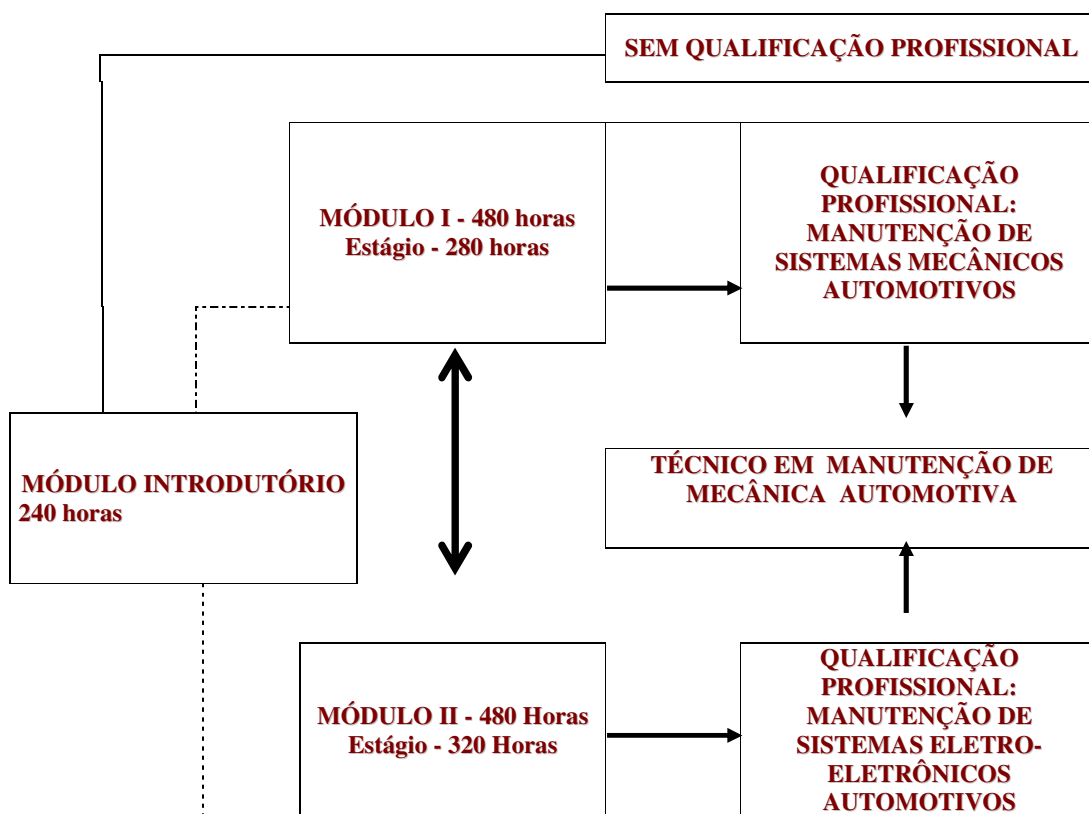 SEM QUALIFICAÇÃO PROFISSIONAL
MÓDULO I - 480 horas
Estágio - 280 horas
QUALIFICAÇÃO
PROFISSIONAL:
MANUTENÇÃO DE
SISTEMAS MECÂNICOS
AUTOMOTIVOS
MÓDULO INTRODUTÓRIO
240 horas
TÉCNICO EM MANUTENÇÃO DE
MECÂNICA AUTOMOTIVA
MÓDULO II - 480 Horas
Estágio - 320 Horas
QUALIFICAÇÃO
PROFISSIONAL:
MANUTENÇÃO DE
SISTEMAS ELETRO-
ELETRÔNICOS
AUTOMOTIVOS